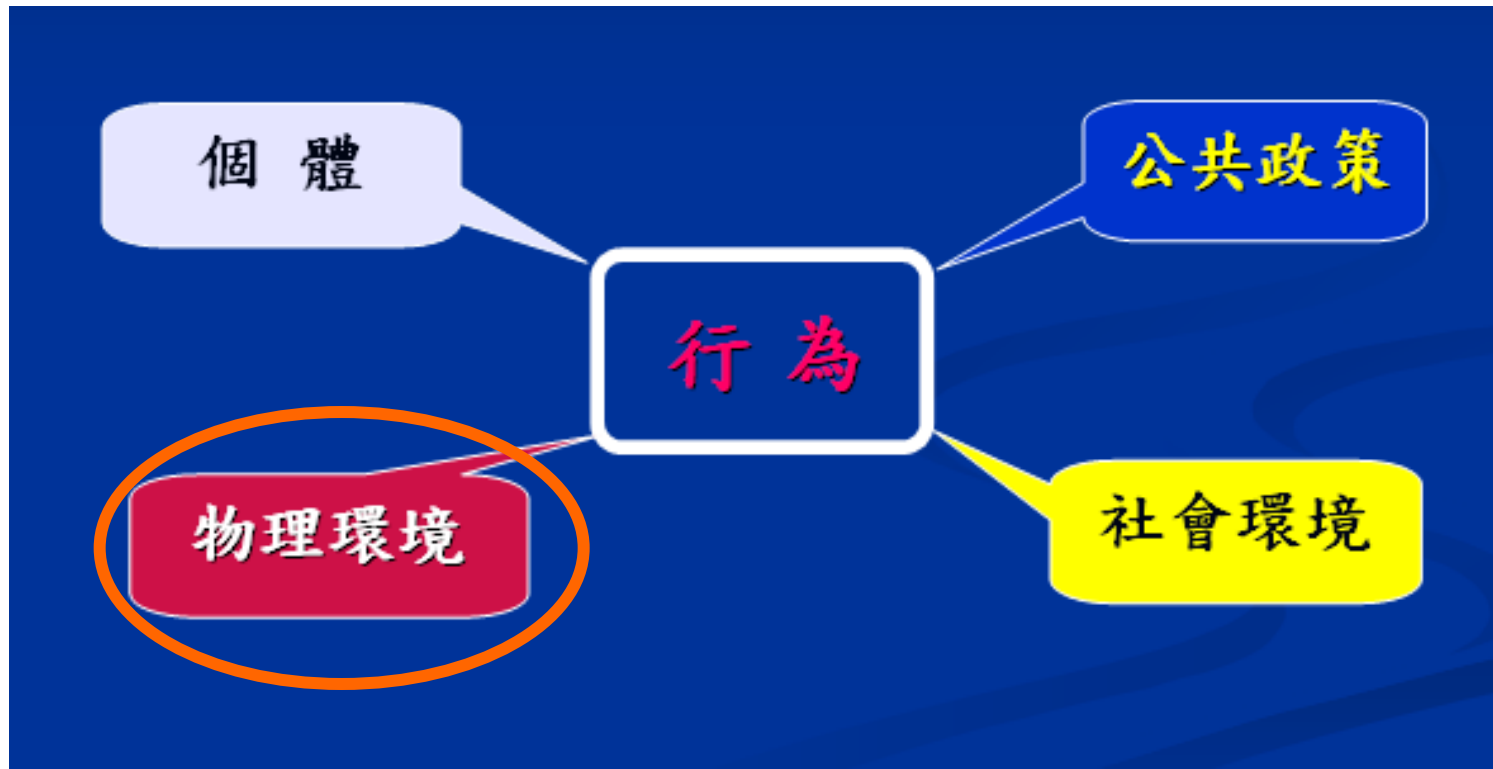 個 體
公共政策
行 為
物理環境
社會環境